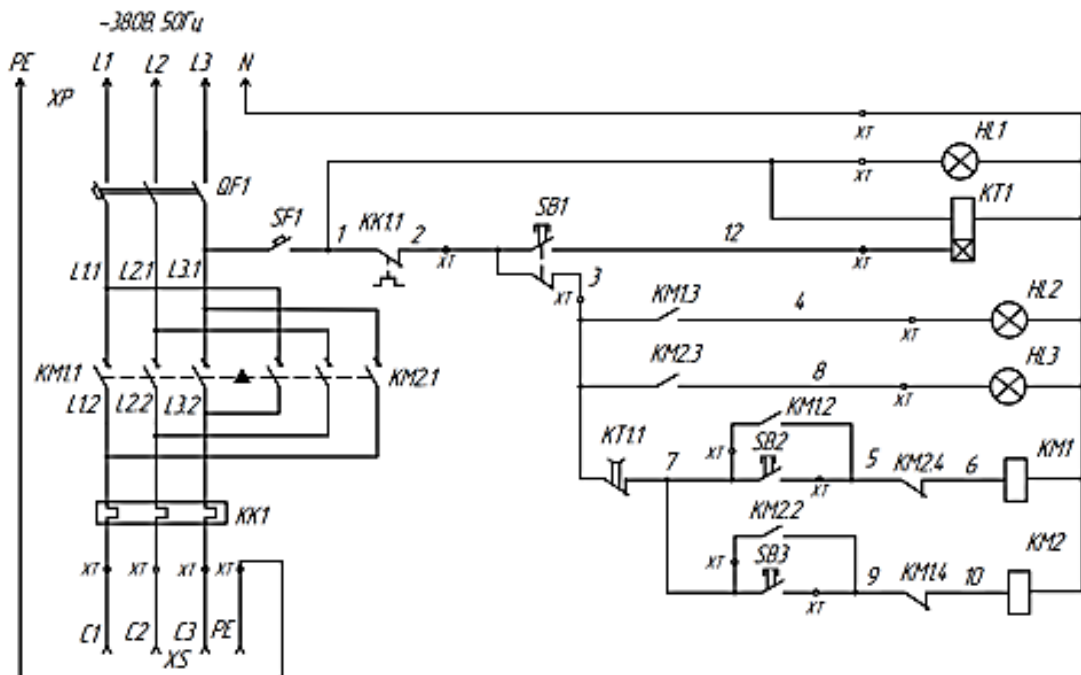 ~380В. 50Гц
PE L1 L2 L3 N
XP
XT
HL1
XT
QF1
KT1
SF1
1
KK1.1
2
SB1
12
XT
XT
L1.1
L2.1
L3.1
3
XT
KM1.3
4
HL2
XT
KM1.1
KM2.1
KM2.3
8
HL3
XT
L1.2
L2.2
L3.2
KM1.2
KT1.1
7
XT
SB2
XT
5
KM2.4
6
KM1
KK1
KM2.2
XT
SB3
XT
9
KM1.4
10
KM2
XT XT XT XT
C1 C2 C3 PE
XS